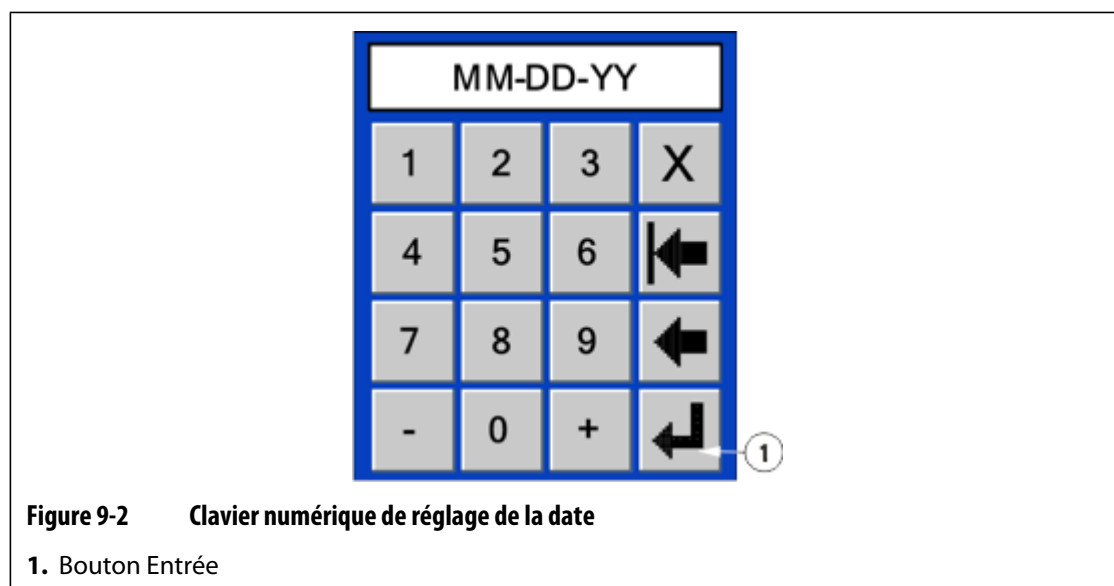 MM-DD-YY
1 2 3 X
4 5 6
7 8 9
- 0 +
1
Figure 9-2 Clavier numérique de réglage de la date
1. Bouton Entrée